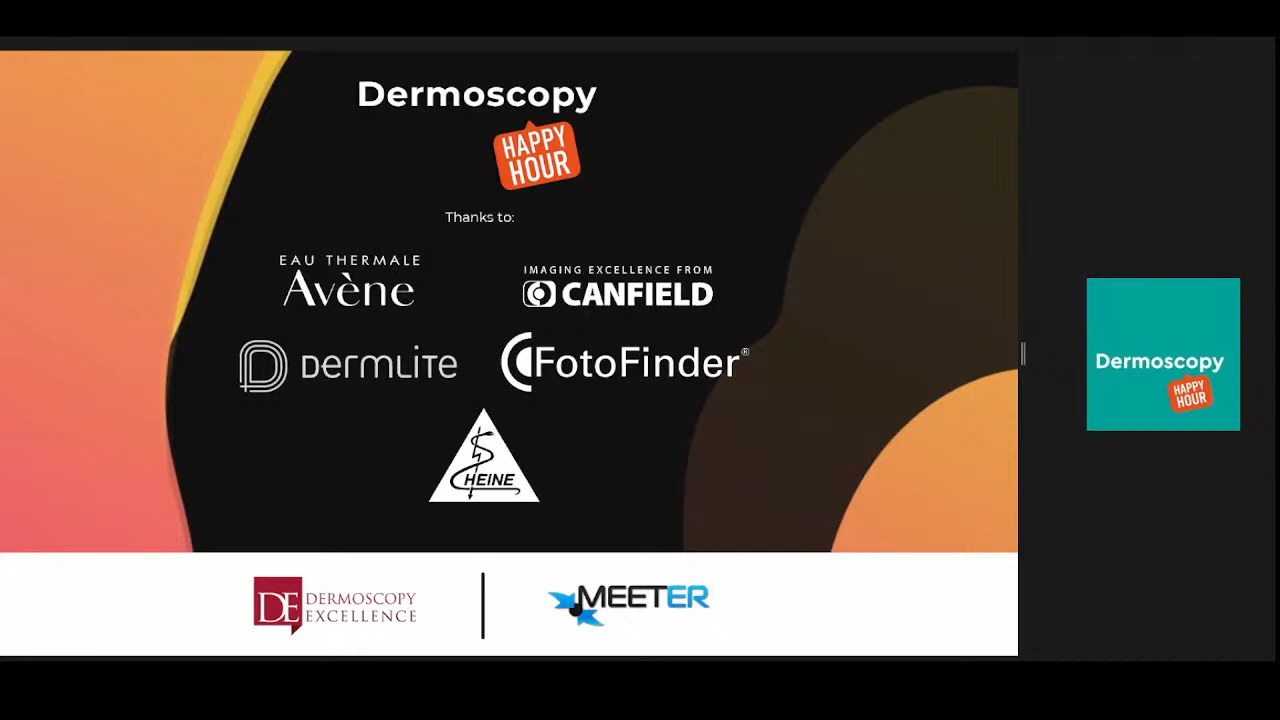 Dermoscopy
HAPPY
HOUR
Thanks to:
EAU THERMALE
Avène
IMAGING EXCELLENCE FROM
CANFIELD
DERMLITE
FotoFinder®
HEINE
DE DERMOSCOPY
EXCELLENCE
MEETER
Dermoscopy
HAPPY
HOUR